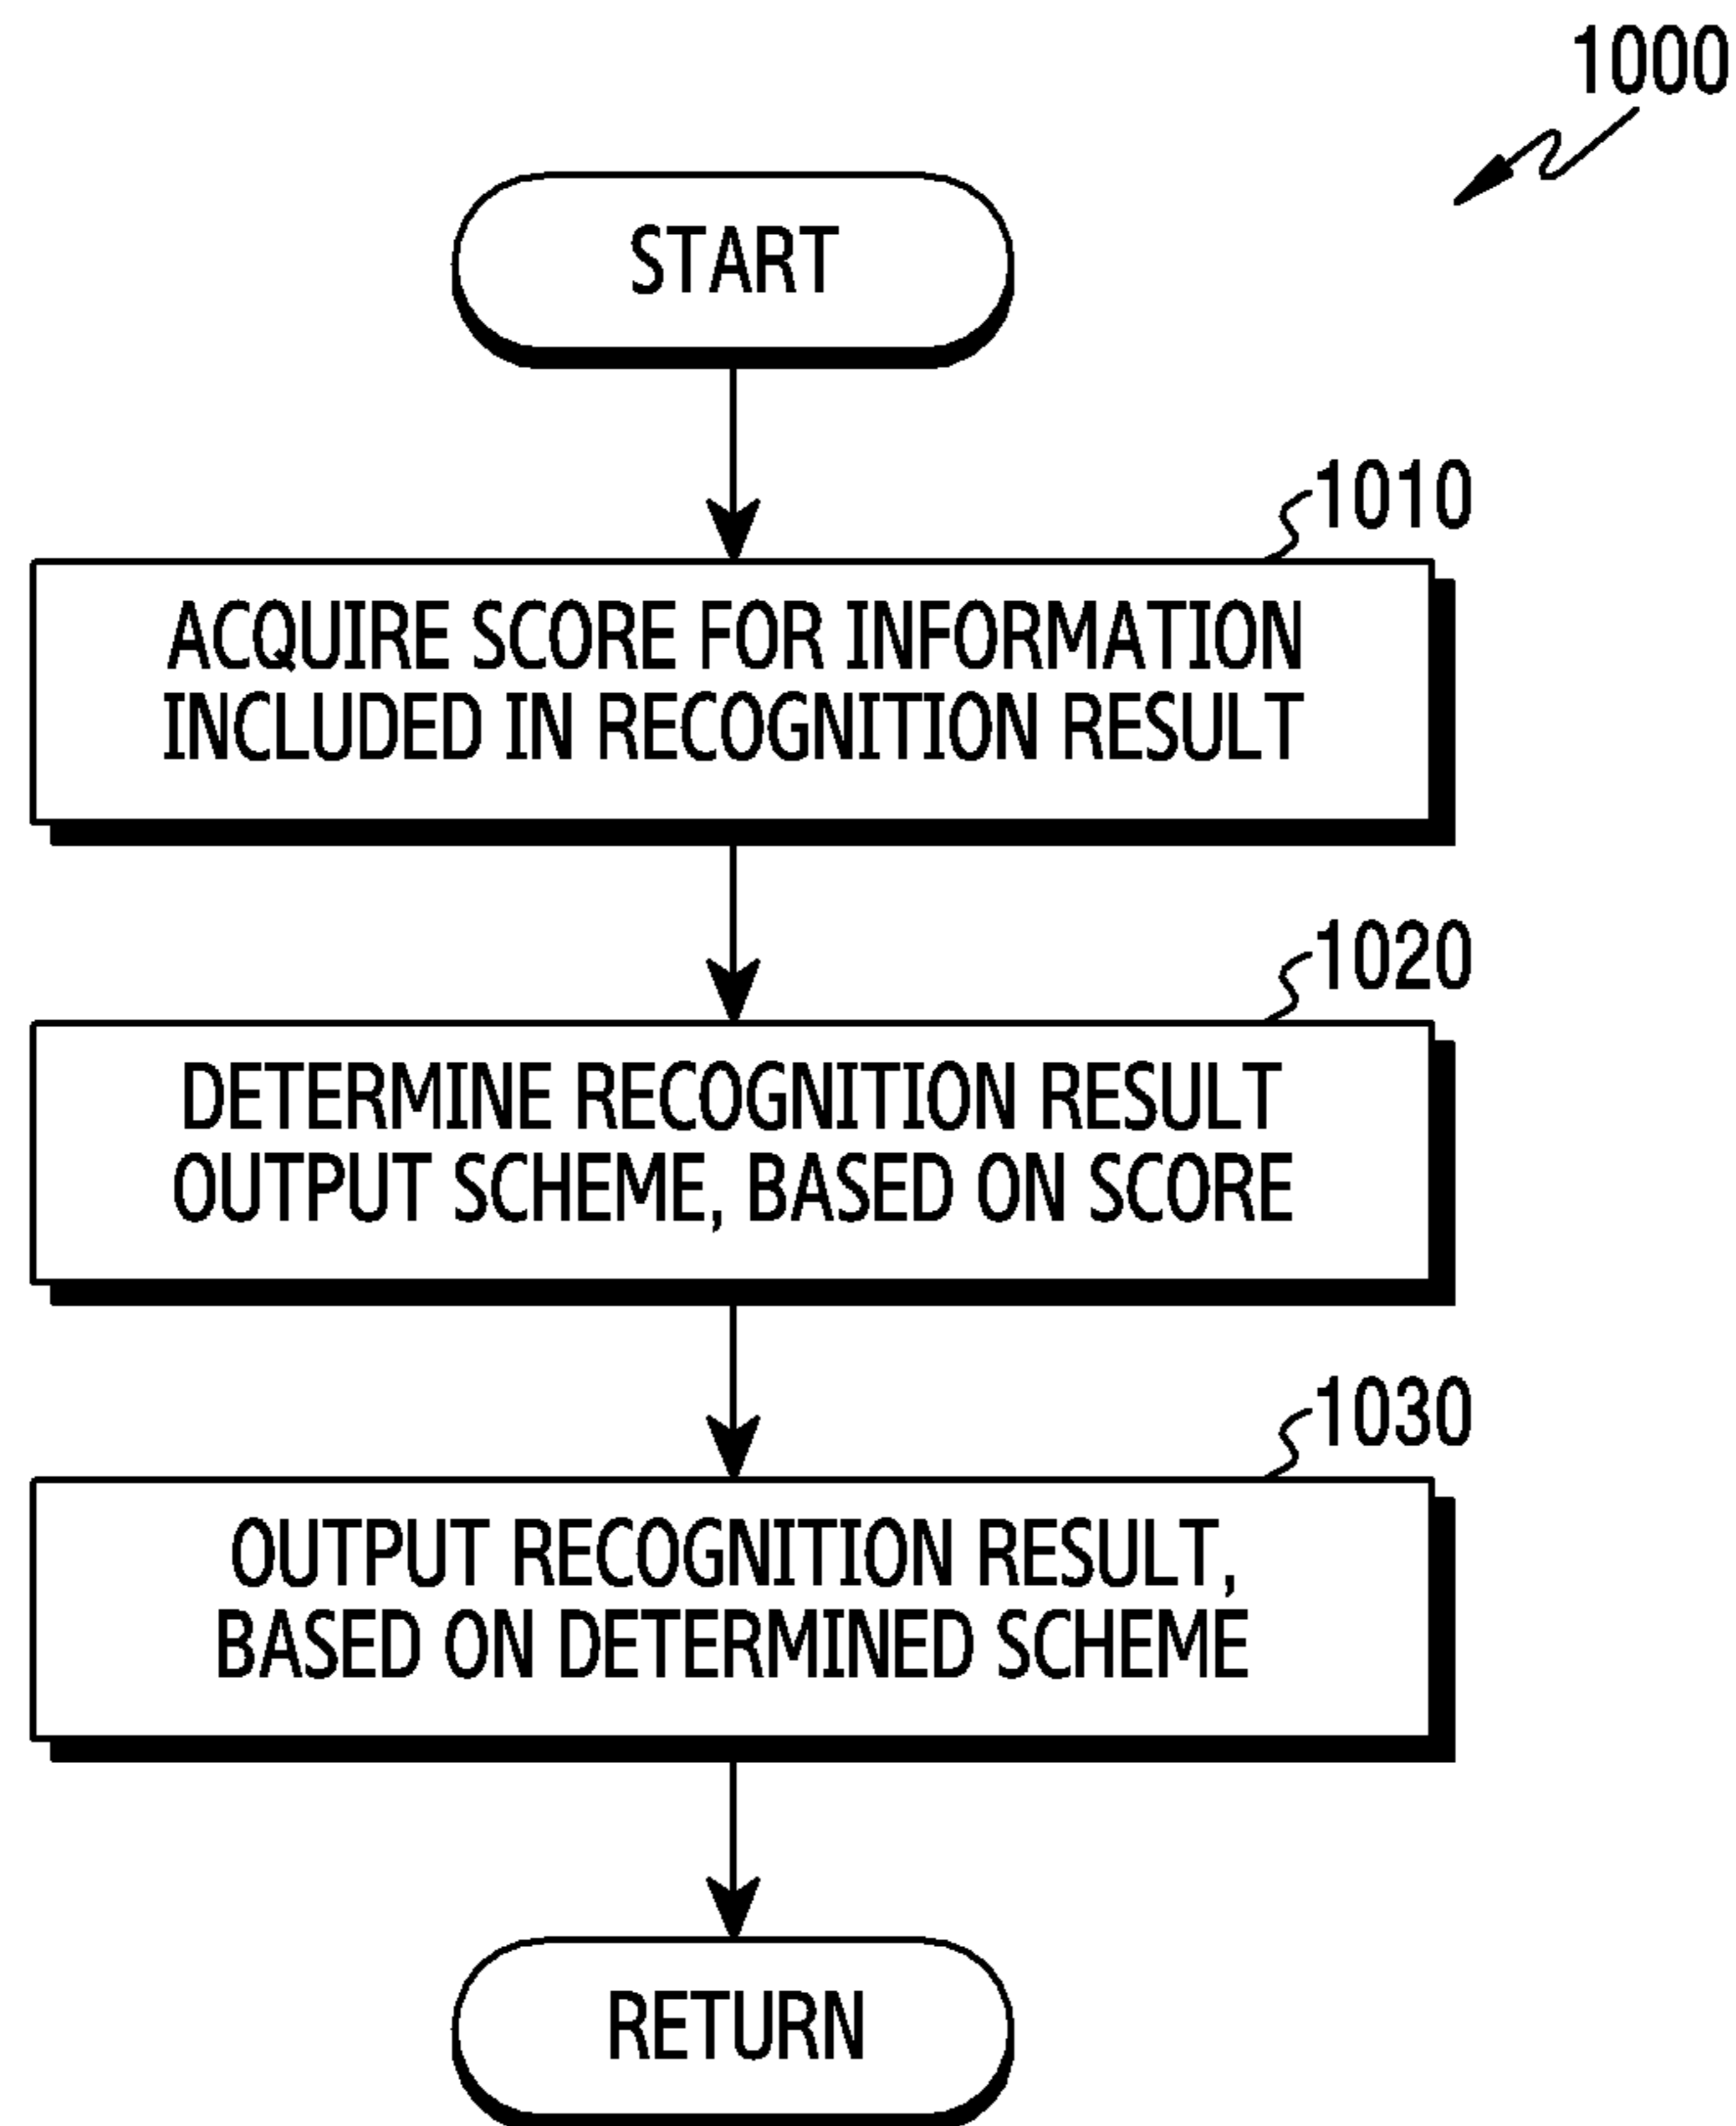 1000
START
1010
ACQUIRE SCORE FOR INFORMATION
INCLUDED IN RECOGNITION RESULT
1020
DETERMINE RECOGNITION RESULT
OUTPUT SCHEME, BASED ON SCORE
1030
OUTPUT RECOGNITION RESULT,
BASED ON DETERMINED SCHEME
RETURN